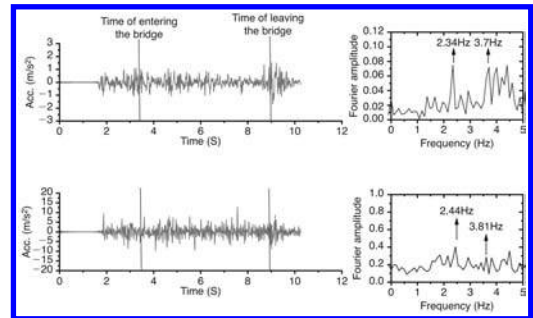 Time of entering
the bridge
Time of leaving
the bridge
Acc. (m/s²)
3
2
1
0
−1
−2
−3
0 2 4 6 8 10 12
Time (S)
Fourier amplitude
0.12
0.10
0.08
0.06
0.04
0.02
0.00
2.34Hz 3.7Hz
0 1 2 3 4 5
Frequency (Hz)
Acc. (m/s²)
20
15
10
5
0
−5
−10
−15
−20
0 2 4 6 8 10 12
Time (S)
Fourier amplitude
1.0
0.8
0.6
0.4
0.2
0.0
2.44Hz
3.81Hz
0 1 2 3 4 5
Frequency (Hz)